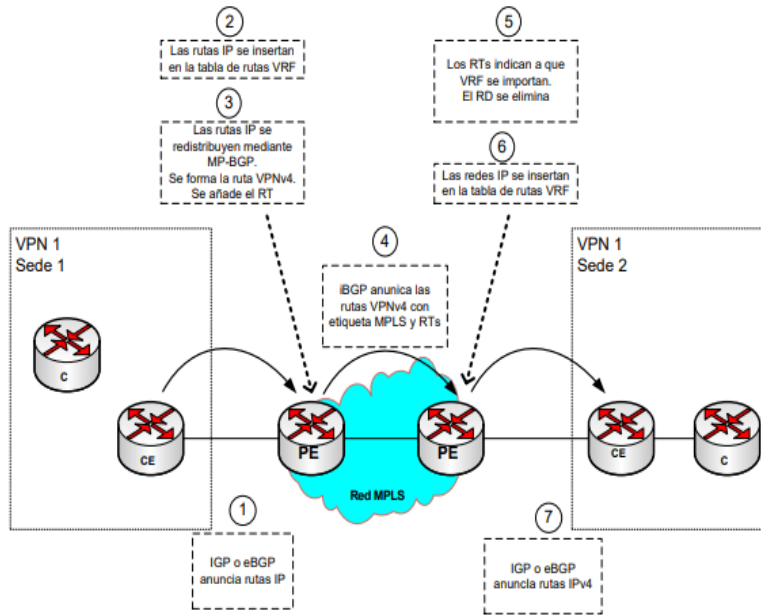 2
Las rutas IP se insertan
en la tabla de rutas VRF
3
Las rutas IP se
redistribuyen mediante
MP-BGP.
Se forma la ruta VPNv4.
Se añade el RT
5
Los RTs indican a que
VRF se importan.
El RD se elimina
6
Las redes IP se insertan
en la tabla de rutas VRF
VPN 1
Sede 1
4
iBGP anunica las
rutas VPNv4 con
etiqueta MPLS y RTs
VPN 1
Sede 2
C
CE
PE
PE
CE
C
Red MPLS
1
IGP o eBGP
anuncia rutas IP
7
IGP o eBGP
anuncla rutas IPv4